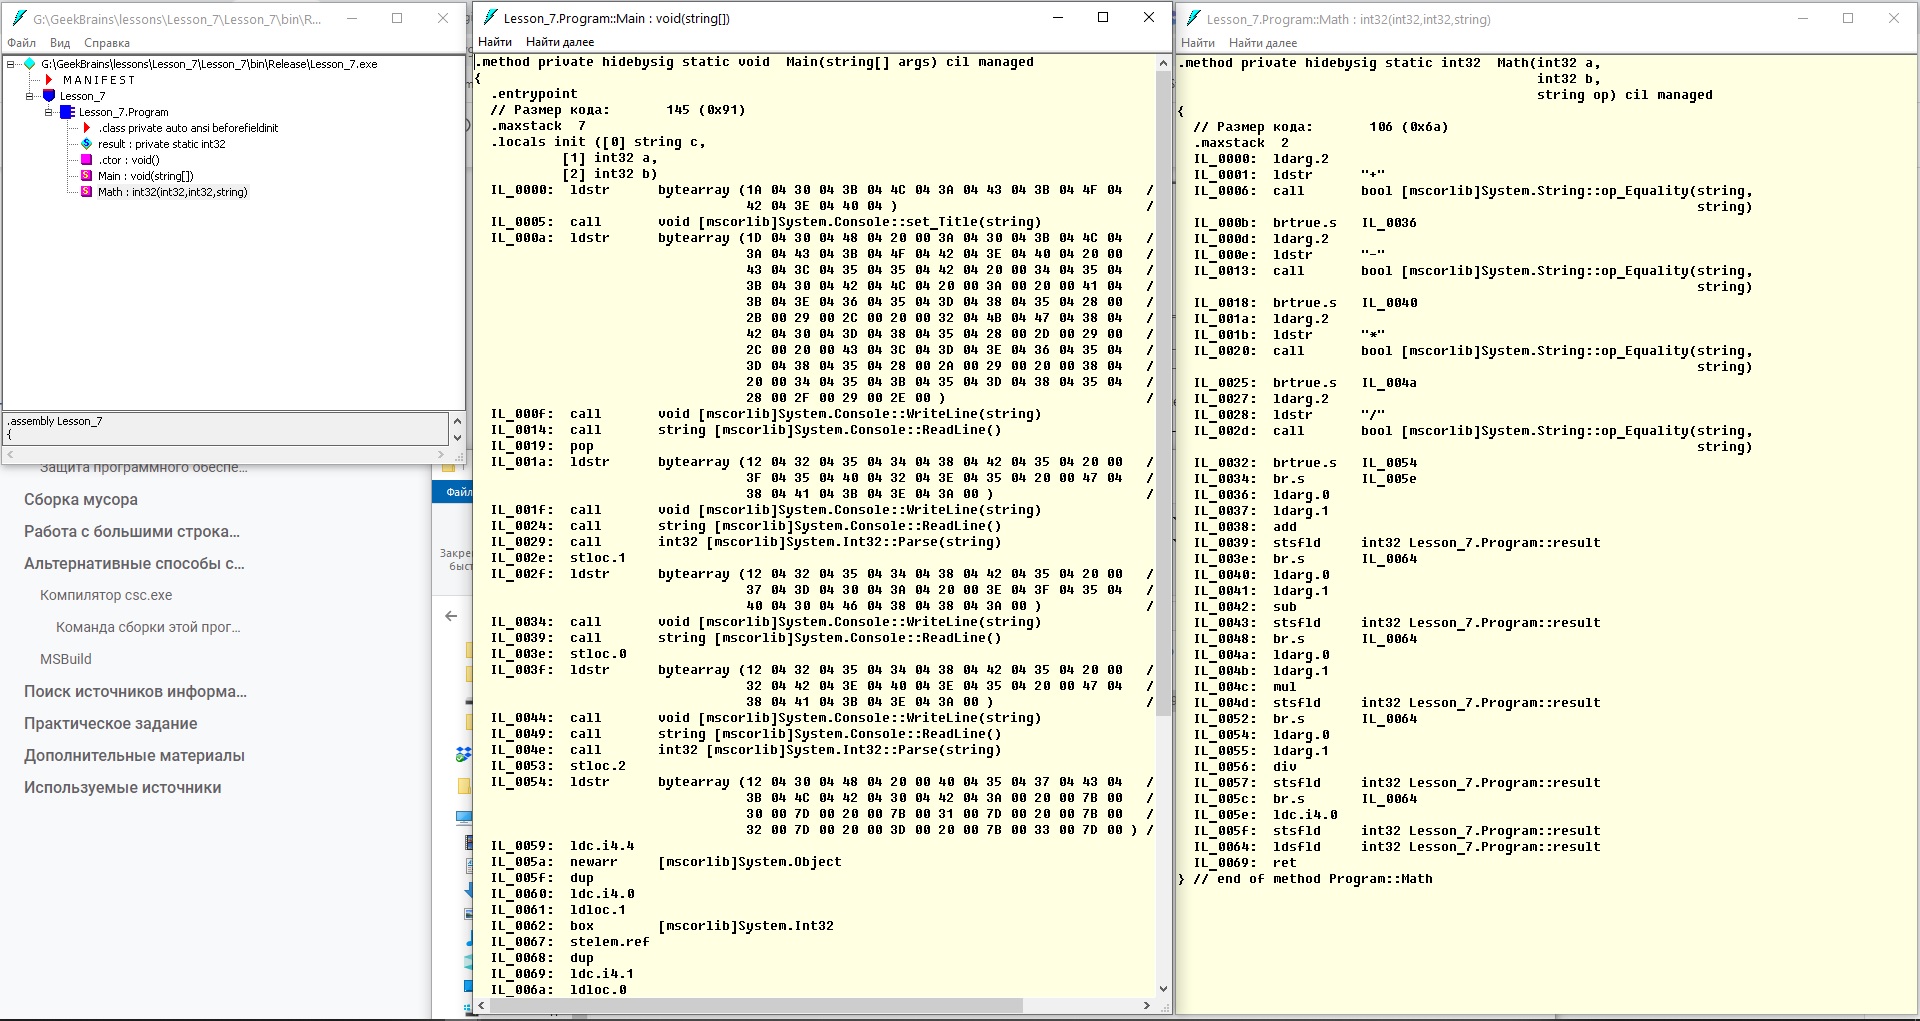 G:\GeekBrains\lessons\Lesson_7\Lesson_7\bin\R...
Файл Вид Справка
G:\GeekBrains\lessons\Lesson_7\Lesson_7\bin\Release\Lesson_7.exe
M A N I F E S T
Lesson_7
Lesson_7.Program
.class private auto ansi beforefieldinit
result : private static int32
.ctor : void()
Main : void(string[])
Math : int32(int32,int32,string)
.assembly Lesson_7
{
Защита программного обеспе...
Сборка мусора
Работа с большими строка...
Альтернативные способы с...
Компилятор csc.exe
Команда сборки этой прог...
MSBuild
Поиск источников информа...
Практическое задание
Дополнительные материалы
Используемые источники
Файл
Lesson_7.Program::Main : void(string[])
Найти Найти далее
.method private hidebysig static void  Main(string[] args) cil managed
{
.entrypoint
// Размер кода: 145 (0x91)
.maxstack 7
.locals init ([0] string c,
[1] int32 a,
[2] int32 b)
IL_0000: ldstr bytearray (1A 04 30 04 3B 04 4C 04 3A 04 43 04 3B 04 4F 04 /
42 04 3E 04 40 04 ) /
IL_0005: call void [mscorlib]System.Console::set_Title(string)
IL_000a: ldstr bytearray (1D 04 30 04 48 04 20 00 3A 04 30 04 3B 04 4C 04 /
3A 04 43 04 3B 04 4F 04 42 04 3E 04 40 04 20 00 /
43 04 3C 04 35 04 35 04 42 04 20 00 34 04 35 04 /
3B 04 30 04 42 04 4C 04 20 00 3A 00 20 00 41 04 /
3B 04 3E 04 36 04 35 04 3D 04 38 04 35 04 28 00 /
2B 00 29 00 2C 00 20 00 32 04 4B 04 47 04 38 04 /
42 04 30 04 3D 04 38 04 35 04 28 00 2D 00 29 00 /
2C 00 20 00 43 04 3C 04 3D 04 3E 04 36 04 35 04 /
3D 04 38 04 35 04 28 00 2A 00 29 00 20 00 38 04 /
20 00 34 04 35 04 3B 04 35 04 3D 04 38 04 35 04 /
28 00 2F 00 29 00 2E 00 ) /
IL_000f: call void [mscorlib]System.Console::WriteLine(string)
IL_0014: call string [mscorlib]System.Console::ReadLine()
IL_0019: pop
IL_001a: ldstr bytearray (12 04 32 04 35 04 34 04 38 04 42 04 35 04 20 00 /
3F 04 35 04 40 04 32 04 3E 04 35 04 20 00 47 04 /
38 04 41 04 3B 04 3E 04 3A 00 ) /
IL_001f: call void [mscorlib]System.Console::WriteLine(string)
IL_0024: call string [mscorlib]System.Console::ReadLine()
IL_0029: call int32 [mscorlib]System.Int32::Parse(string)
IL_002e: stloc.1
IL_002f: ldstr bytearray (12 04 32 04 35 04 34 04 38 04 42 04 35 04 20 00 /
37 04 3D 04 30 04 3A 04 20 00 3E 04 3F 04 35 04 /
40 04 30 04 46 04 38 04 38 04 3A 00 ) /
IL_0034: call void [mscorlib]System.Console::WriteLine(string)
IL_0039: call string [mscorlib]System.Console::ReadLine()
IL_003e: stloc.0
IL_003f: ldstr bytearray (12 04 32 04 35 04 34 04 38 04 42 04 35 04 20 00 /
32 04 42 04 3E 04 40 04 3E 04 35 04 20 00 47 04 /
38 04 41 04 3B 04 3E 04 3A 00 ) /
IL_0044: call void [mscorlib]System.Console::WriteLine(string)
IL_0049: call string [mscorlib]System.Console::ReadLine()
IL_004e: call int32 [mscorlib]System.Int32::Parse(string)
IL_0053: stloc.2
IL_0054: ldstr bytearray (12 04 30 04 48 04 20 00 40 04 35 04 37 04 43 04 /
3B 04 4C 04 42 04 30 04 42 04 3A 00 20 00 7B 00 /
30 00 7D 00 20 00 7B 00 31 00 7D 00 20 00 7B 00 /
32 00 7D 00 20 00 3D 00 20 00 7B 00 33 00 7D 00 ) /
IL_0059: ldc.i4.4
IL_005a: newarr [mscorlib]System.Object
IL_005f: dup
IL_0060: ldc.i4.0
IL_0061: ldloc.1
IL_0062: box [mscorlib]System.Int32
IL_0067: stelem.ref
IL_0068: dup
IL_0069: ldc.i4.1
IL_006a: ldloc.0
Lesson_7.Program::Math : int32(int32,int32,string)
Найти Найти далее
.method private hidebysig static int32  Math(int32 a,
int32 b,
string op) cil managed
{
// Размер кода: 106 (0x6a)
.maxstack 2
IL_0000: ldarg.2
IL_0001: ldstr "+"
IL_0006: call bool [mscorlib]System.String::op_Equality(string,
string)
IL_000b: brtrue.s IL_0036
IL_000d: ldarg.2
IL_000e: ldstr "-"
IL_0013: call bool [mscorlib]System.String::op_Equality(string,
string)
IL_0018: brtrue.s IL_0040
IL_001a: ldarg.2
IL_001b: ldstr "*"
IL_0020: call bool [mscorlib]System.String::op_Equality(string,
string)
IL_0025: brtrue.s IL_004a
IL_0027: ldarg.2
IL_0028: ldstr "/"
IL_002d: call bool [mscorlib]System.String::op_Equality(string,
string)
IL_0032: brtrue.s IL_0054
IL_0034: br.s IL_005e
IL_0036: ldarg.0
IL_0037: ldarg.1
IL_0038: add
IL_0039: stsfld int32 Lesson_7.Program::result
IL_003e: br.s IL_0064
IL_0040: ldarg.0
IL_0041: ldarg.1
IL_0042: sub
IL_0043: stsfld int32 Lesson_7.Program::result
IL_0048: br.s IL_0064
IL_004a: ldarg.0
IL_004b: ldarg.1
IL_004c: mul
IL_004d: stsfld int32 Lesson_7.Program::result
IL_0052: br.s IL_0064
IL_0054: ldarg.0
IL_0055: ldarg.1
IL_0056: div
IL_0057: stsfld int32 Lesson_7.Program::result
IL_005c: br.s IL_0064
IL_005e: ldc.i4.0
IL_005f: stsfld int32 Lesson_7.Program::result
IL_0064: ldsfld int32 Lesson_7.Program::result
IL_0069: ret
} // end of method Program::Math